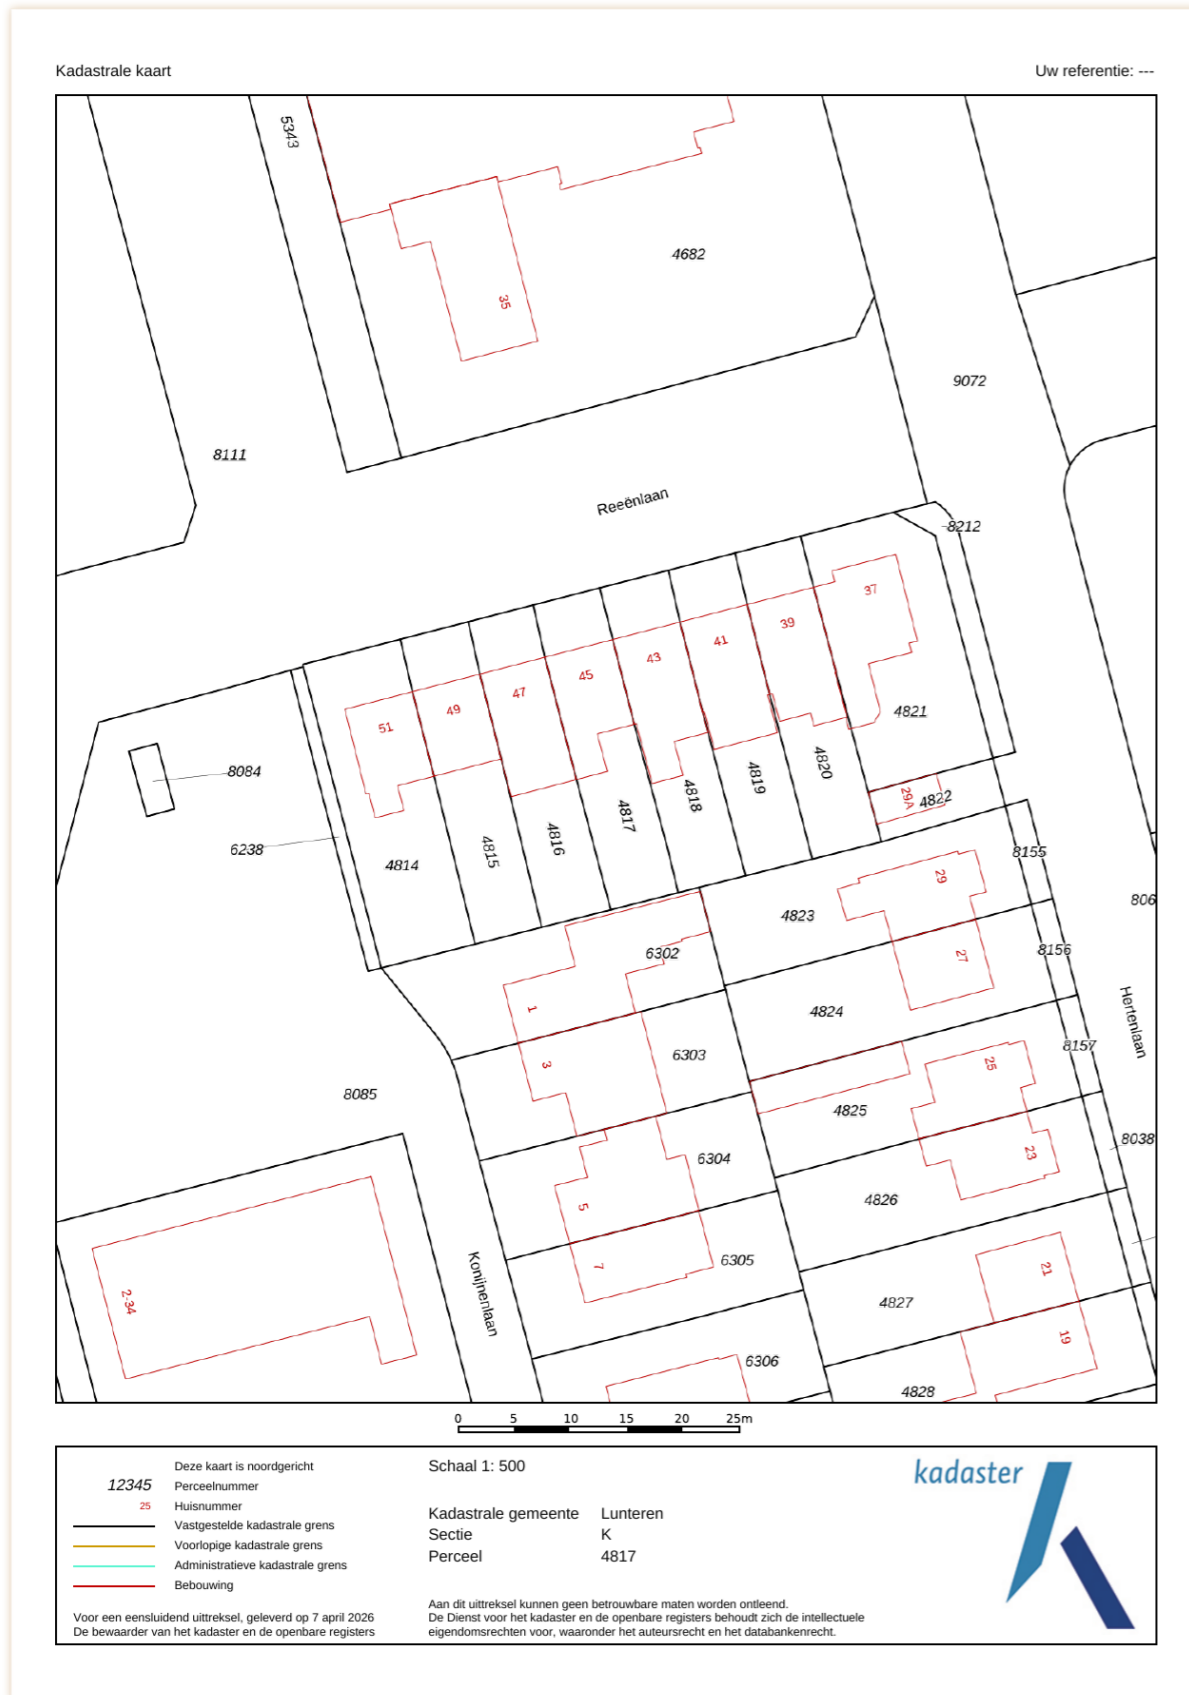 Kadastrale kaart
Uw referentie: ---
5343
4682
35
9072
8111
Reeënlaan
8212
37
39
41
43
45
47
49
51
4821
8084
4820
4819
4818
4817
29A
4822
6238
4816
4815
4814
8155
29
806
4823
6302
8156
27
1
4824
Hertenlaan
3
6303
8157
25
8085
4825
8038
23
6304
4826
5
6305
7
21
Konijnenlaan
2-34
4827
19
6306
4828
0 5 10 15 20 25m
Deze kaart is noordgericht
12345 Perceelnummer
25 Huisnummer
Vastgestelde kadastrale grens
Voorlopige kadastrale grens
Administratieve kadastrale grens
Bebouwing
Voor een eensluidend uittreksel, geleverd op 7 april 2026
De bewaarder van het kadaster en de openbare registers
Schaal 1: 500
Kadastrale gemeente Lunteren
Sectie K
Perceel 4817
Aan dit uittreksel kunnen geen betrouwbare maten worden ontleend.
De Dienst voor het kadaster en de openbare registers behoudt zich de intellectuele
eigendomsrechten voor, waaronder het auteursrecht en het databankenrecht.
kadaster